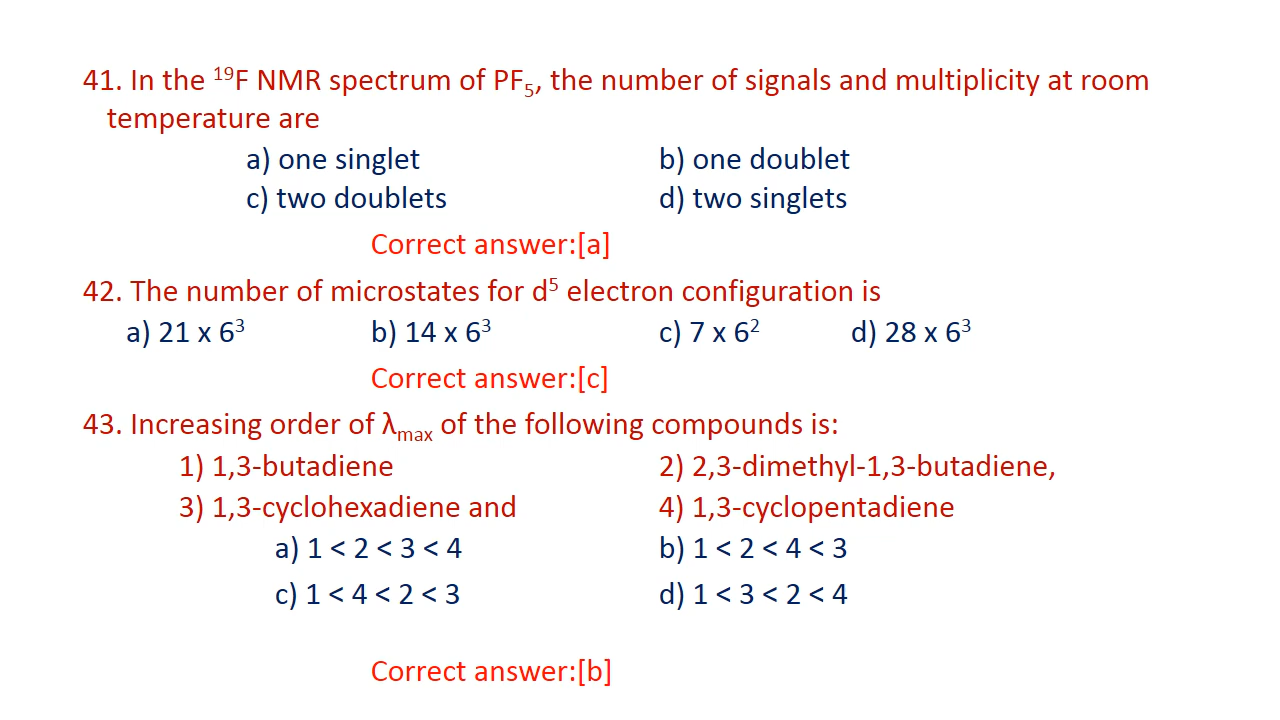 41. In the ¹⁹F NMR spectrum of PF₅, the number of signals and multiplicity at room
temperature are
a) one singlet b) one doublet
c) two doublets d) two singlets
Correct answer:[a]
42. The number of microstates for d⁵ electron configuration is
a) 21 x 6³ b) 14 x 6³ c) 7 x 6² d) 28 x 6³
Correct answer:[c]
43. Increasing order of λmax of the following compounds is:
1) 1,3-butadiene 2) 2,3-dimethyl-1,3-butadiene,
3) 1,3-cyclohexadiene and 4) 1,3-cyclopentadiene
a) 1 < 2 < 3 < 4 b) 1 < 2 < 4 < 3
c) 1 < 4 < 2 < 3 d) 1 < 3 < 2 < 4
Correct answer:[b]